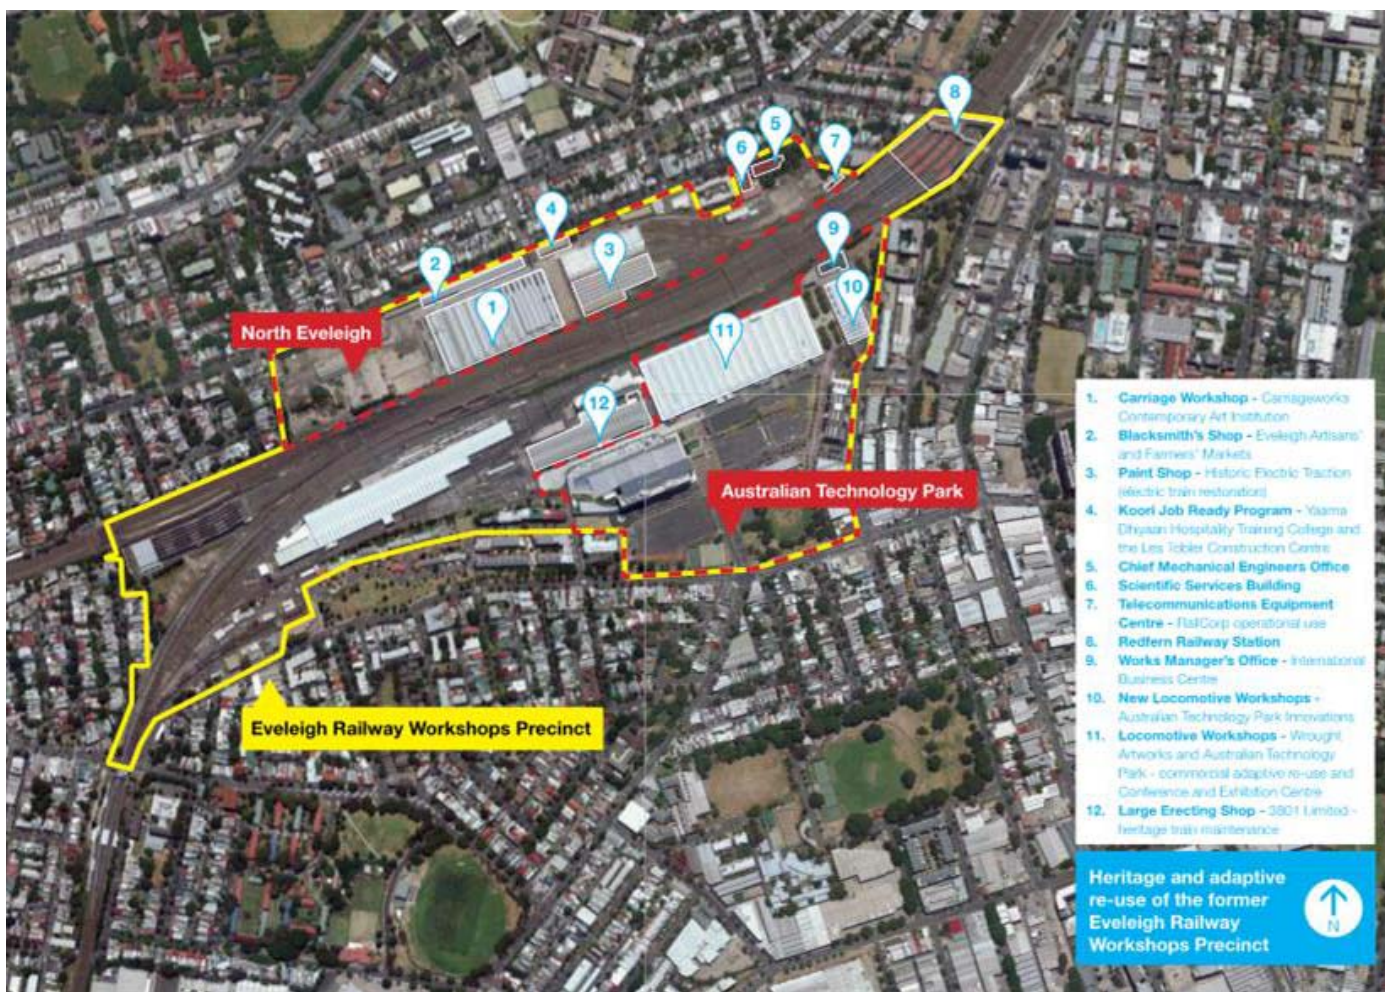 8
5
7
6
4
9
3
2
10
1
11
North Eveleigh
12
Australian Technology Park
Eveleigh Railway Workshops Precinct
1. Carriage Workshop - Carriageworks
Contemporary Art Institution
2. Blacksmith's Shop - Eveleigh Artisans'
and Farmers' Markets
3. Paint Shop - Historic Electric Traction
(electric train restoration)
4. Koori Job Ready Program - Yaama
Dhiyaan Hospitality Training College and
the Les Tobler Construction Centre
5. Chief Mechanical Engineers Office
6. Scientific Services Building
7. Telecommunications Equipment
Centre - RailCorp operational use
8. Redfern Railway Station
9. Works Manager's Office - International
Business Centre
10. New Locomotive Workshops -
Australian Technology Park Innovations
11. Locomotive Workshops - Wrought
Artworks and Australian Technology
Park - commercial adaptive re-use and
Conference and Exhibition Centre
12. Large Erecting Shop - 3801 Limited -
heritage train maintenance
Heritage and adaptive
re-use of the former
Eveleigh Railway
Workshops Precinct
N